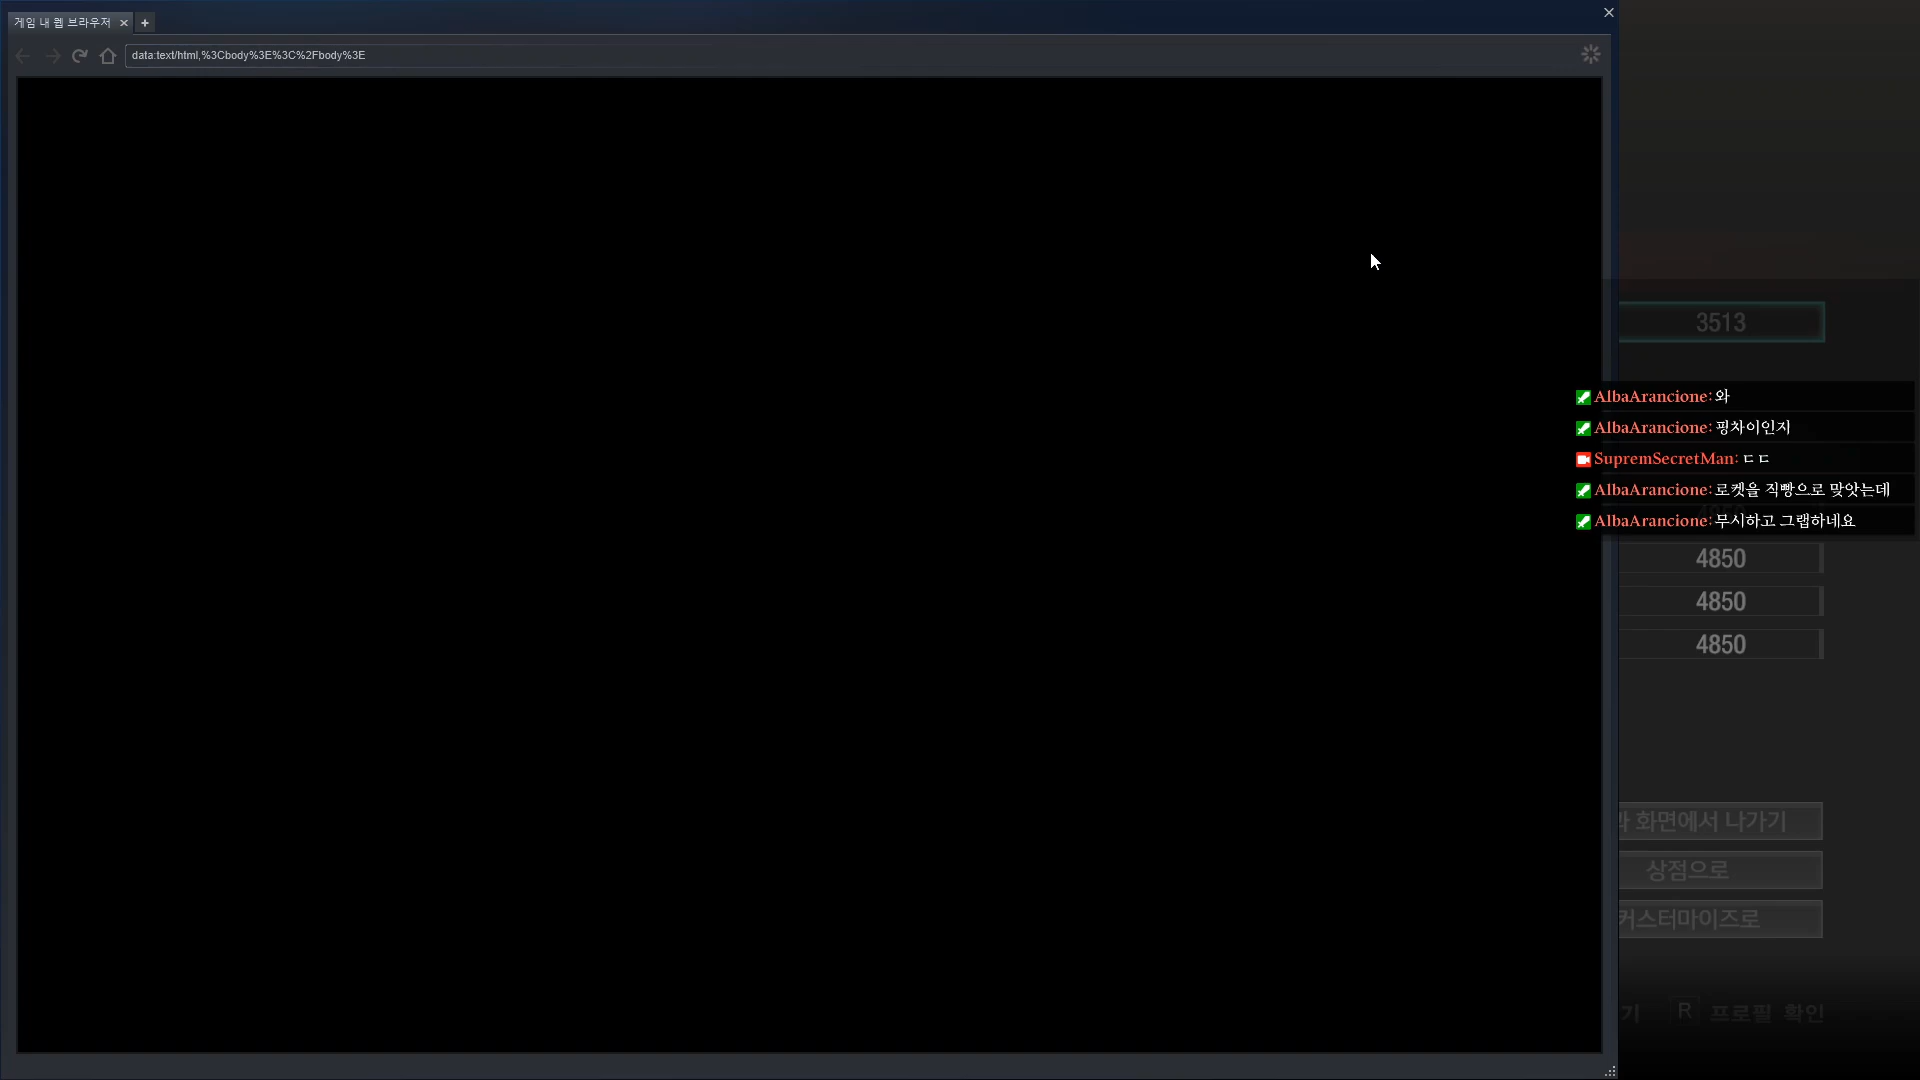 게임 내 웹 브라우저
data:text/html,%3Cbody%3E%3C%2Fbody%3E
3513
AlbaArancione: 와
AlbaArancione: 핑차이인지
SupremSecretMan: ㄷㄷ
AlbaArancione: 로켓을 직빵으로 맞앗는데
AlbaArancione: 무시하고 그랩하네요
4850
4850
4850
화면에서 나가기
상점으로
커스터마이즈로
기 R 프로필 확인